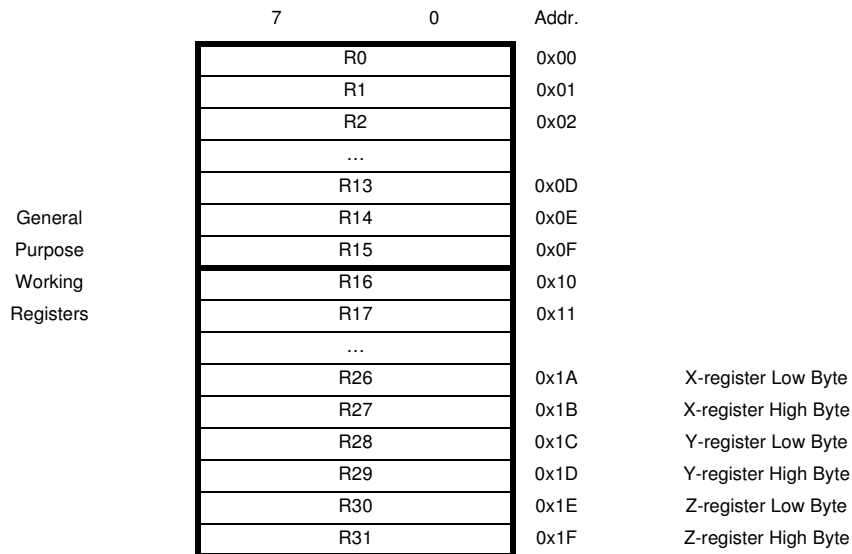 7 0 Addr.
R0 0x00
R1 0x01
R2 0x02
…
R13 0x0D
General R14 0x0E
Purpose R15 0x0F
Working R16 0x10
Registers R17 0x11
…
R26 0x1A X-register Low Byte
R27 0x1B X-register High Byte
R28 0x1C Y-register Low Byte
R29 0x1D Y-register High Byte
R30 0x1E Z-register Low Byte
R31 0x1F Z-register High Byte